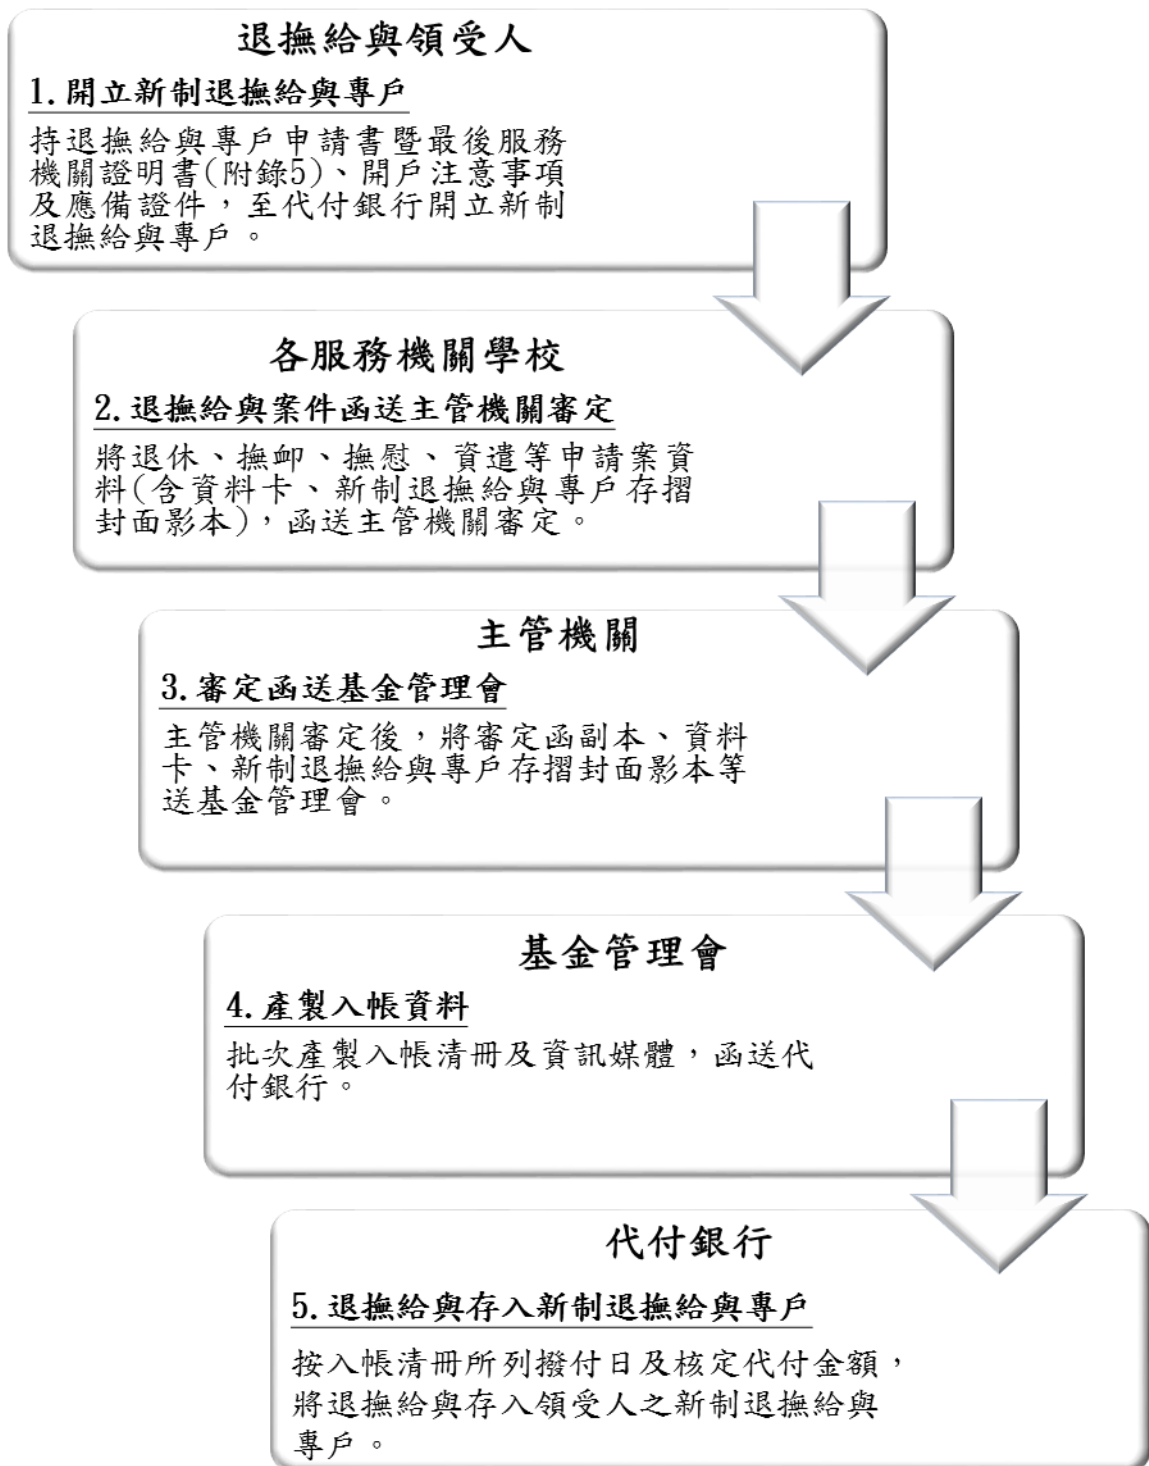 退撫給與領受人
1.開立新制退撫給與專戶
持退撫給與專戶申請書暨最後服務
機關證明書(附錄5)、開戶注意事項
及應備證件，至代付銀行開立新制
退撫給與專戶。
各服務機關學校
2.退撫給與案件函送主管機關審定
將退休、撫卹、撫慰、資遣等申請案資
料(含資料卡、新制退撫給與專戶存摺
封面影本)，函送主管機關審定。
主管機關
3.審定函送基金管理會
主管機關審定後，將審定函副本、資料
卡、新制退撫給與專戶存摺封面影本等
送基金管理會。
基金管理會
4.產製入帳資料
批次產製入帳清冊及資訊媒體，函送代
付銀行。
代付銀行
5.退撫給與存入新制退撫給與專戶
按入帳清冊所列撥付日及核定代付金額，
將退撫給與存入領受人之新制退撫給與
專戶。